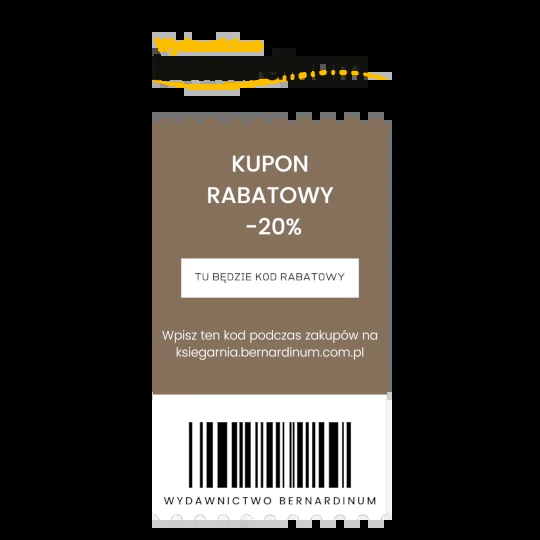 Wydawnictwo
KUPON
RABATOWY
-20%
TU BĘDZIE KOD RABATOWY
Wpisz ten kod podczas zakupów na
ksiegarnia.bernardinum.com.pl
WYDAWNICTWO BERNARDINUM